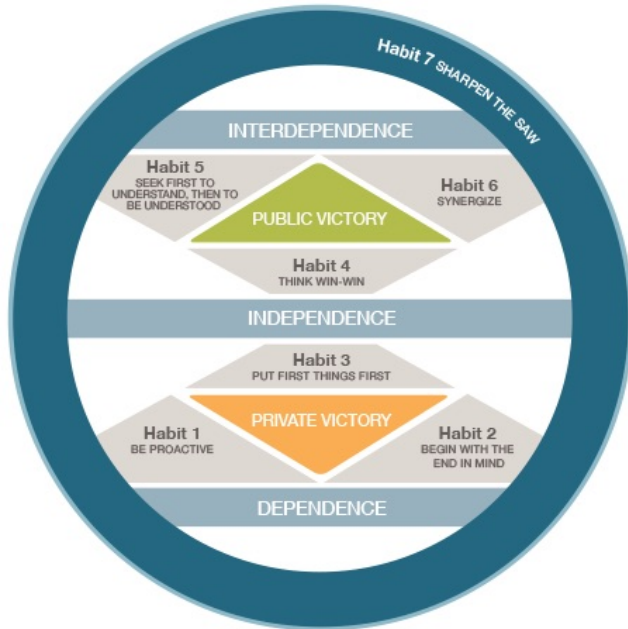 Habit 7 SHARPEN THE SAW
INTERDEPENDENCE
Habit 5
SEEK FIRST TO
UNDERSTAND, THEN TO
BE UNDERSTOOD
Habit 6
SYNERGIZE
PUBLIC VICTORY
Habit 4
THINK WIN-WIN
INDEPENDENCE
Habit 3
PUT FIRST THINGS FIRST
PRIVATE VICTORY
Habit 1
BE PROACTIVE
Habit 2
BEGIN WITH THE
END IN MIND
DEPENDENCE